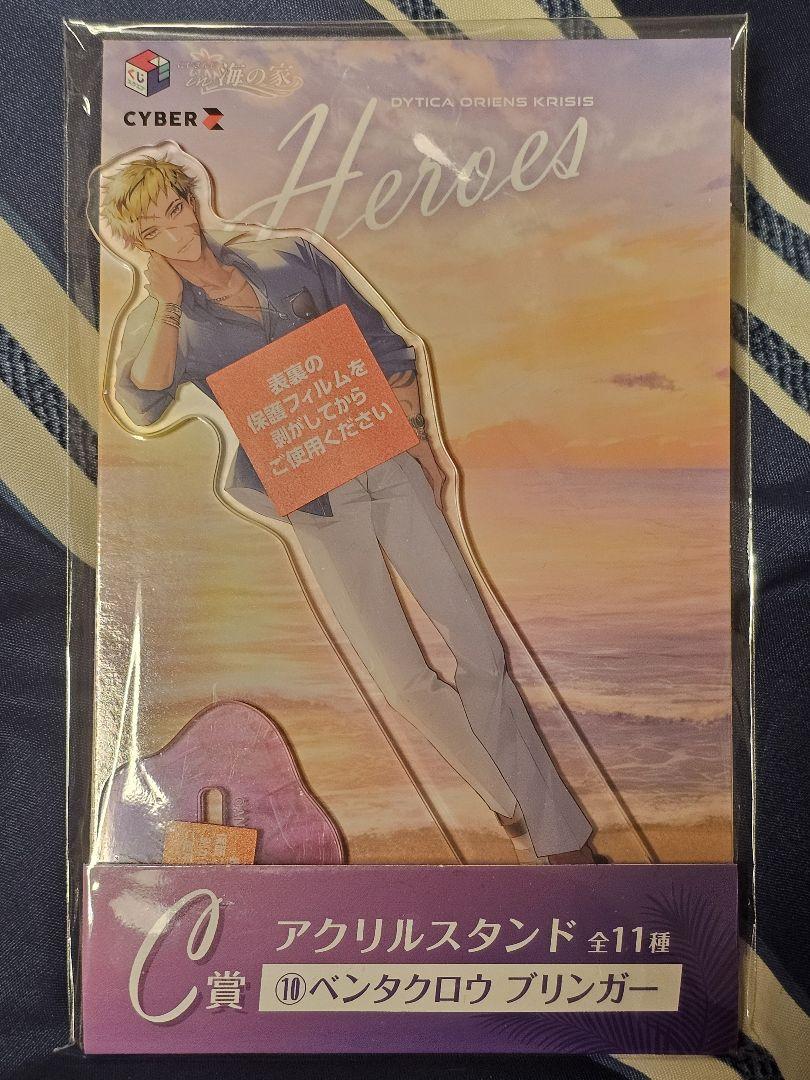 くじ
海の家
CYBER Z
DYTICA ORIENS KRISIS
Heroes
表裏の
保護フィルムを
剥がしてから
ご使用ください
C賞
アクリルスタンド 全11種
⑩ベンタクロウ ブリンガー